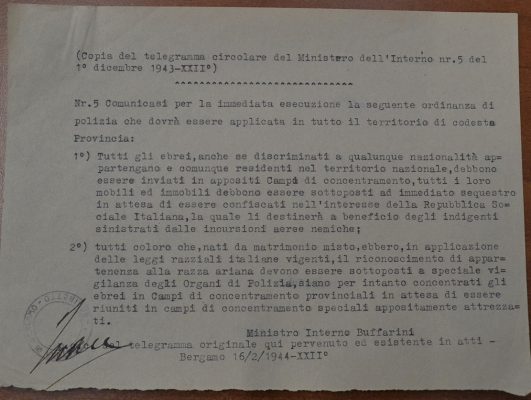 (Copia del telegramma circolare del Ministero dell'Interno nr.5 del
1° dicembre 1943-XXII°)
Nr.5 Comunicasi per la immediata esecuzione la seguente ordinanza di
polizia che dovrà essere applicata in tutto il territorio di codesta
Provincia:
1°) Tutti gli ebrei,anche se discriminati a qualunque nazionalità ap-
partengano e comunque residenti nel territorio nazionale,debbono
essere inviati in appositi Campi di concentramento,tutti i loro
mobili ed immobili debbono essere sottoposti ad immediato sequestro
in attesa di essere confiscati nell'interesse della Repubblica So-
ciale Italiana,la quale li destinerà a beneficio degli indigenti
sinistrati dalle incursioni aeree nemiche;
2°) tutti coloro che,nati da matrimonio misto,ebbero,in applicazione
delle leggi razziali italiane vigenti,il riconoscimento di appar-
tenenza alla razza ariana devono essere sottoposti a speciale vi-
gilanza degli Organi di Polizia,siano per intanto concentrati gli
ebrei in Campi di concentramento provinciali in attesa di essere
riuniti in campi di concentramento speciali appositamente attrezza-
ti.
Ministro Interno Buffarini
del telegramma originale qui pervenuto ed esistente in atti -
Bergamo 16/2/1944-XXII°